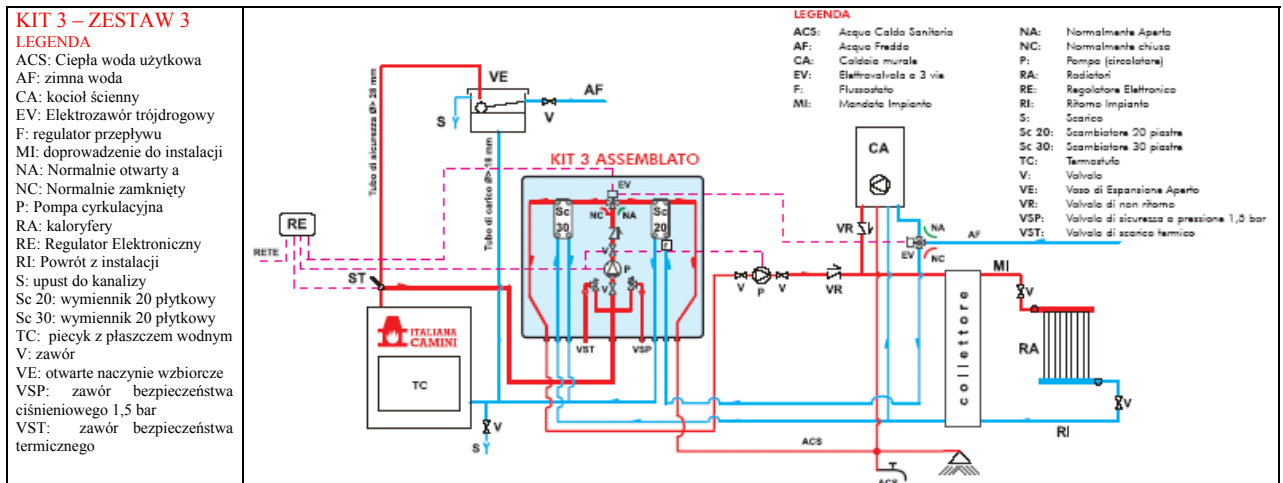 KIT 3 – ZESTAW 3
LEGENDA
ACS: Ciepła woda użytkowa
AF: zimna woda
CA: kocioł ścienny
EV: Elektrozawór trójdrogowy
F: regulator przepływu
MI: doprowadzenie do instalacji
NA: Normalnie otwarty a
NC: Normalnie zamknięty
P: Pompa cyrkulacyjna
RA: kaloryfery
RE: Regulator Elektroniczny
RI: Powrót z instalacji
S: upust do kanalizy
Sc 20: wymiennik 20 płytkowy
Sc 30: wymiennik 20 płytkowy
TC: piecyk z płaszczem wodnym
V: zawór
VE: otwarte naczynie wzbiorcze
VSP: zawór bezpieczeństwa
ciśnieniowego 1,5 bar
VST: zawór bezpieczeństwa
termicznego
LEGENDA
ACS: Acqua Calda Sanitaria
AF: Acqua Fredda
CA: Caldaia murale
EV: Elettrovalvola a 3 vie
F: Flussostato
MI: Mandata Impianto
NA: Normalmente Aperta
NC: Normalmente chiusa
P: Pompa (circolatore)
RA: Radiatori
RE: Regolatore Elettronico
RI: Ritorno Impianto
S: Scarico
Sc 20: Scambiatore 20 piastre
Sc 30: Scambiatore 30 piastre
TC: Termostufa
V: Valvola
VE: Vaso di Espansione Aperto
VR: Valvola di non ritorno
VSP: Valvola di sicurezza a pressione 1,5 bar
VST: Valvola di scarico termico
Tubo di sicurezza Ø> 28 mm
VE
AF
S
V
Tubo di carico Ø> 18 mm
KIT 3 ASSEMBLATO
EV
Sc
30
NC
NA
Sc
20
F
V
P
V
VST
VSP
RE
RETE
ST
ITALIANA
CAMINI
TC
V
S
CA
VR
NA
AF
EV
NC
V
P
V
VR
MI
V
collettore
RA
V
RI
ACS
ACS